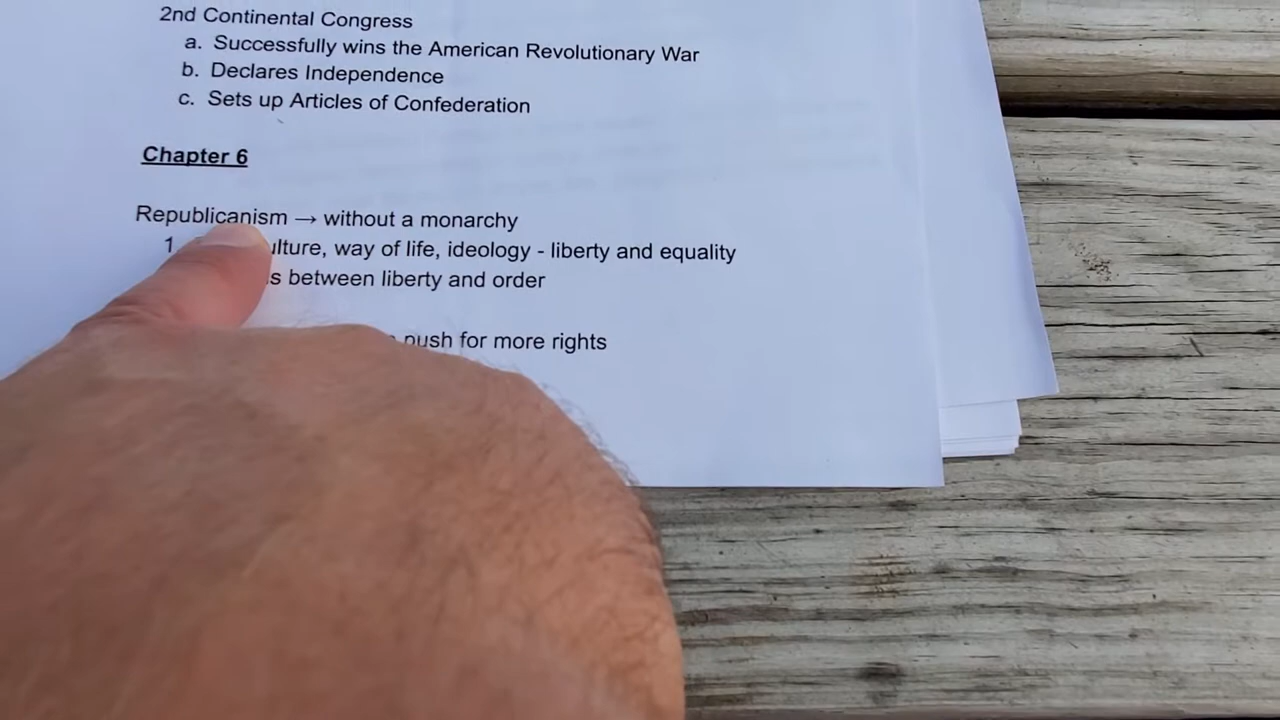 2nd Continental Congress
a. Successfully wins the American Revolutionary War
b. Declares Independence
c. Sets up Articles of Confederation
Chapter 6
Republicanism → without a monarchy
1. way of life, ideology - liberty and equality
between liberty and order
push for more rights